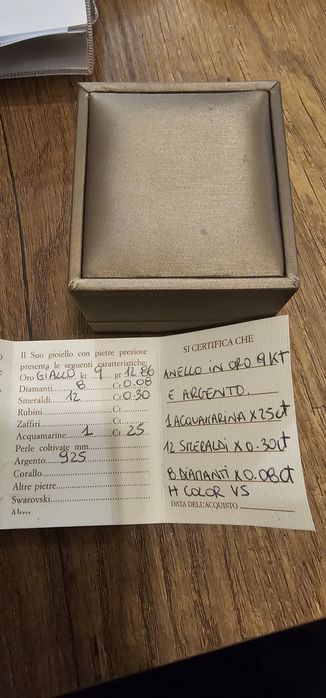 Il Suo gioiello con pietre preziose
presenta le seguenti caratteristiche:
Oro GIALLO kt 9 gr 12.86
Diamanti 8 Ct 0.08
Smeraldi 12 Ct 0.30
Rubini Ct
Zaffiri Ct
Acquamarine 1 Ct 25
Perle coltivate mm
Argento 925
Corallo
Altre pietre
Swarovski
Altro
SI CERTIFICA CHE
ANELLO IN ORO 9KT
E ARGENTO.
1 ACQUAMARINA X 25ct
12 SMERALDI X 0.30ct
8 DIAMANTI X 0.08ct
H COLOR VS
DATA DELL'ACQUISTO